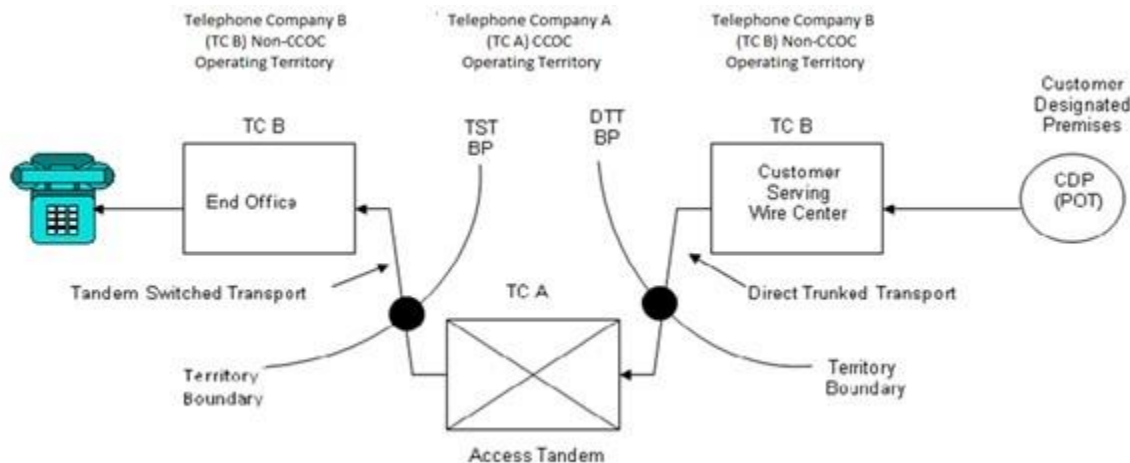 Telephone Company B
(TC B) Non-CCOC
Operating Territory
Telephone Company A
(TC A) CCOC
Operating Territory
Telephone Company B
(TC B) Non-CCOC
Operating Territory
Customer
Designated
Premises
TC B
TST
BP
DTT
BP
TC B
End Office
Customer
Serving
Wire Center
CDP
(POT)
Tandem Switched Transport
TC A
Direct Trunked Transport
Territory
Boundary
Territory
Boundary
Access Tandem